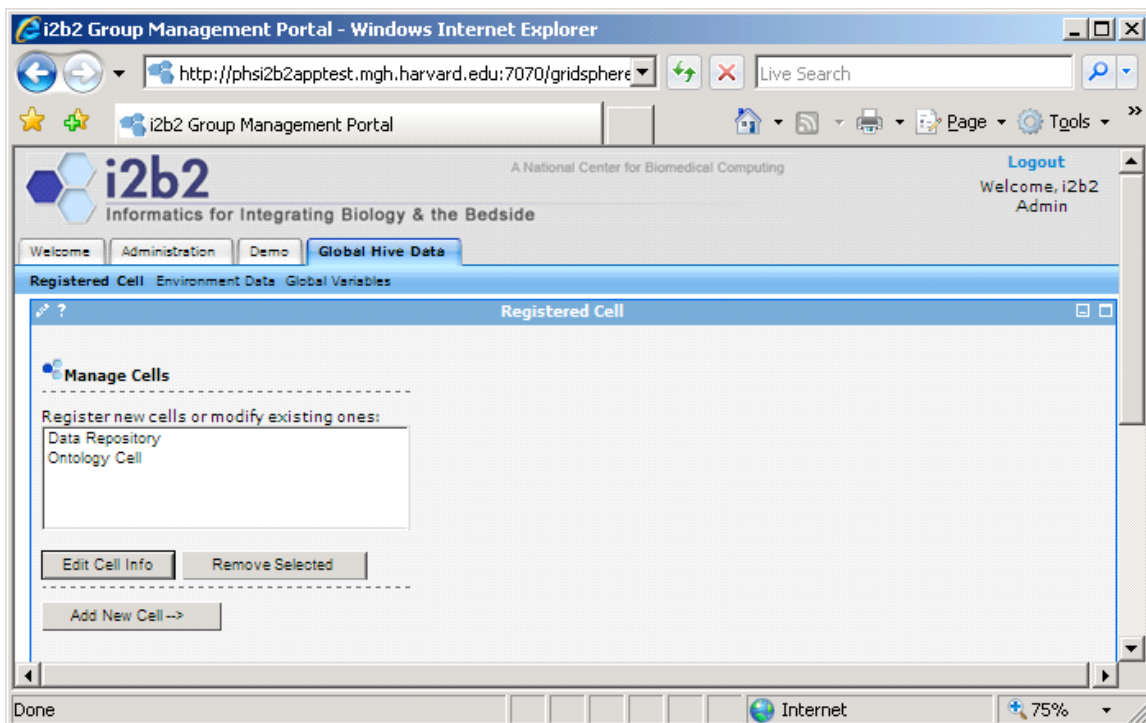 i2b2 Group Management Portal - Windows Internet Explorer
http://phsi2b2apptest.mgh.harvard.edu:7070/gridsphere
Live Search
i2b2 Group Management Portal
Page
Tools
»
i2b2
Informatics for Integrating Biology & the Bedside
A National Center for Biomedical Computing
Logout
Welcome, i2b2
Admin
Welcome
Administration
Demo
Global Hive Data
Registered Cell Environment Data Global Variables
? Registered Cell
Manage Cells
Register new cells or modify existing ones:
Data Repository
Ontology Cell
Edit Cell Info
Remove Selected
Add New Cell -->
Done
Internet
75%